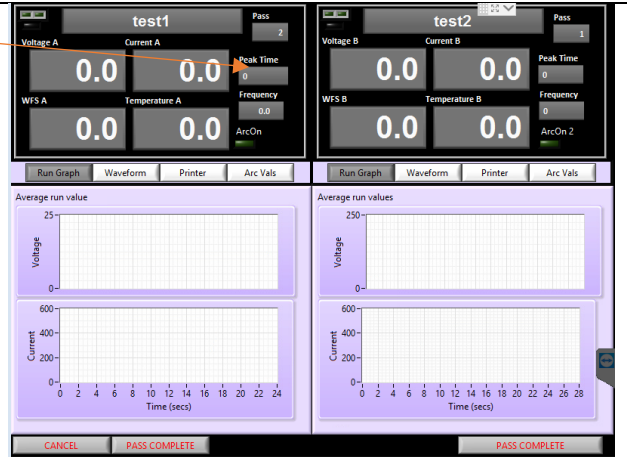 test1
Pass
2
Voltage A
Current A
0.0
0.0
Peak Time
0
WFS A
Temperature A
Frequency
0.0
0.0
0.0
ArcOn
Run Graph
Waveform
Printer
Arc Vals
Average run value
25
Voltage
0
600
400
200
0
Current
0 2 4 6 8 10 12 14 16 18 20 22 24
Time (secs)
CANCEL
PASS COMPLETE
test2
Pass
1
Voltage B
Current B
0.0
0.0
Peak Time
0
WFS B
Temperature B
Frequency
0
0.0
0.0
ArcOn 2
Run Graph
Waveform
Printer
Arc Vals
Average run values
250
Voltage
0
600
400
200
0
Current
0 2 4 6 8 10 12 14 16 18 20 22 24 26 28
Time (secs)
PASS COMPLETE